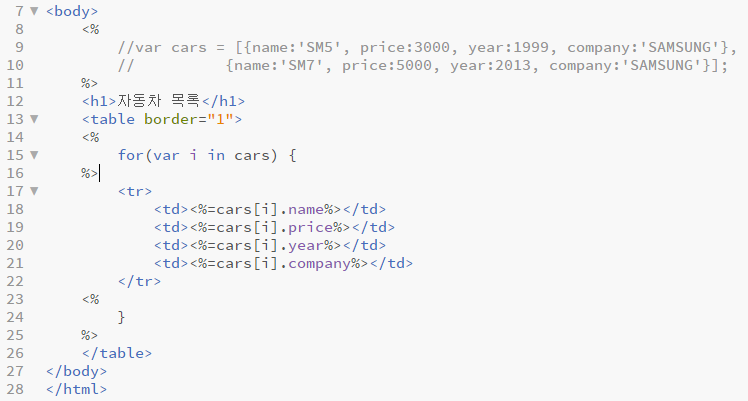 7 ▼ <body>
8 <%
9 //var cars = [{name:'SM5', price:3000, year:1999, company:'SAMSUNG'},
10 //          {name:'SM7', price:5000, year:2013, company:'SAMSUNG'}];
11 %>
12 <h1>자동차 목록</h1>
13 ▼ <table border="1">
14 <%
15 ▼ for(var i in cars) {
16 %>
17 ▼ <tr>
18 <td><%=cars[i].name%></td>
19 <td><%=cars[i].price%></td>
20 <td><%=cars[i].year%></td>
21 <td><%=cars[i].company%></td>
22 </tr>
23 <%
24 }
25 %>
26 </table>
27 </body>
28 </html>